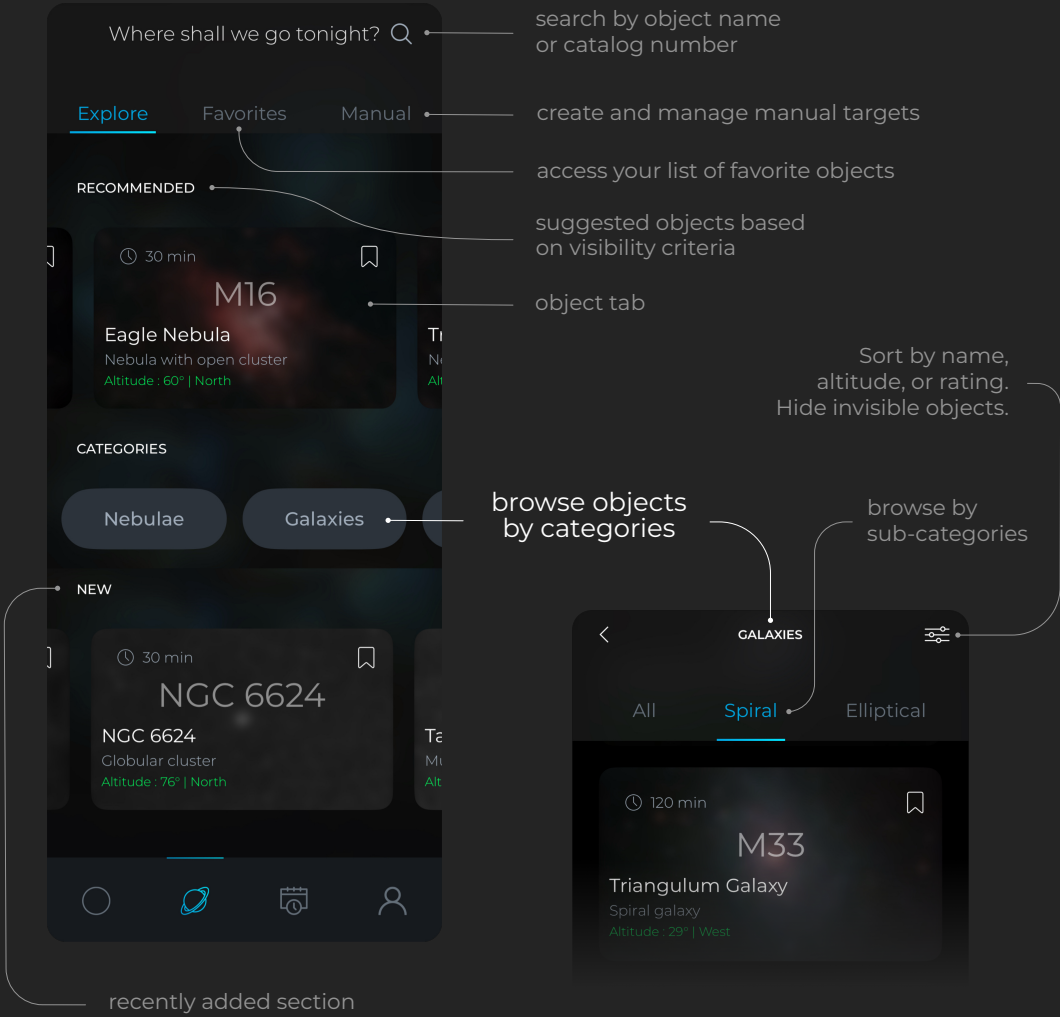 Where shall we go tonight?
search by object name
or catalog number
Explore
Favorites
Manual
create and manage manual targets
access your list of favorite objects
RECOMMENDED
suggested objects based
on visibility criteria
30 min
M16
Eagle Nebula
Nebula with open cluster
Altitude : 60° | North
object tab
Sort by name,
altitude, or rating.
Hide invisible objects.
CATEGORIES
Nebulae
Galaxies
browse objects
by categories
browse by
sub-categories
NEW
30 min
NGC 6624
NGC 6624
Globular cluster
Altitude : 76° | North
GALAXIES
All
Spiral
Elliptical
120 min
M33
Triangulum Galaxy
Spiral galaxy
Altitude : 29° | West
recently added section